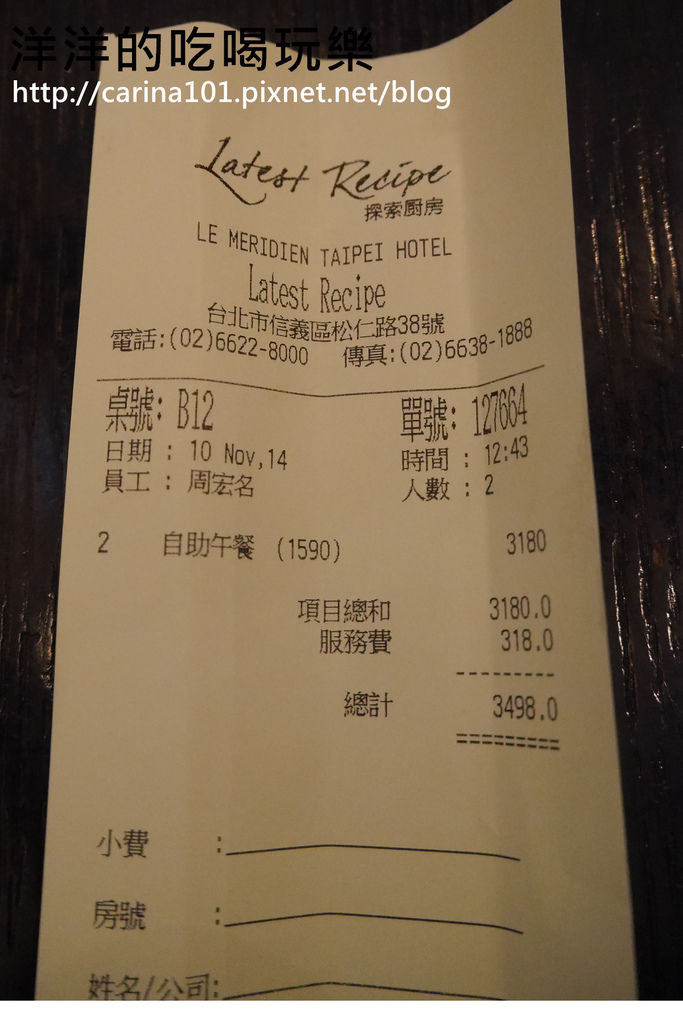 洋洋的吃喝玩樂
http://carina101.pixnet.net/blog
Latest Recipe
探索廚房
LE MERIDIEN TAIPEI HOTEL
Latest Recipe
台北市信義區松仁路38號
電話:(02)6622-8000 傳真:(02)6638-1888
桌號: B12 單號: 127664
日期 : 10 Nov,14 時間 : 12:43
員工 : 周宏名 人數 : 2
2 自助午餐 (1590) 3180
項目總和 3180.0
服務費 318.0
---------
總計 3498.0
=========
小費 :
房號 :
姓名/公司: